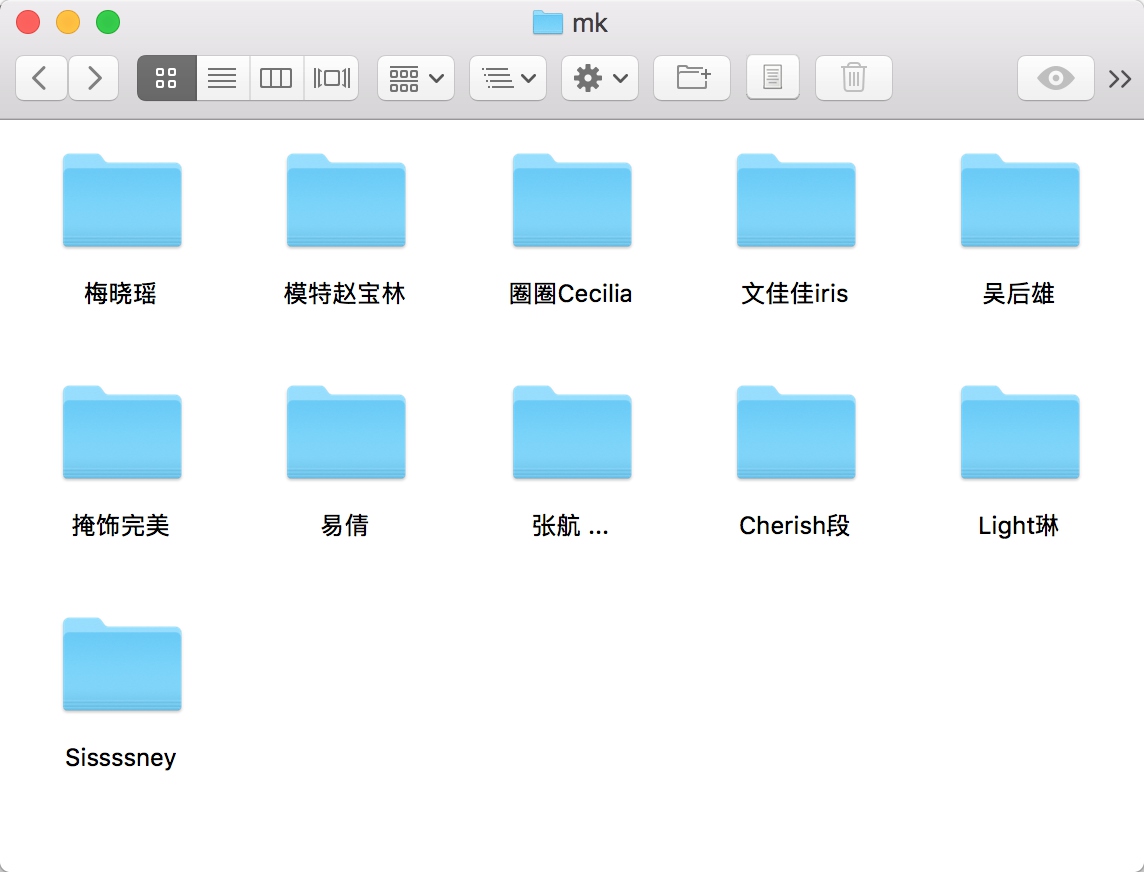 mk
梅晓瑶
模特赵宝林
圈圈Cecilia
文佳佳iris
吴后雄
掩饰完美
易倩
张航 ...
Cherish段
Light琳
Sissssney